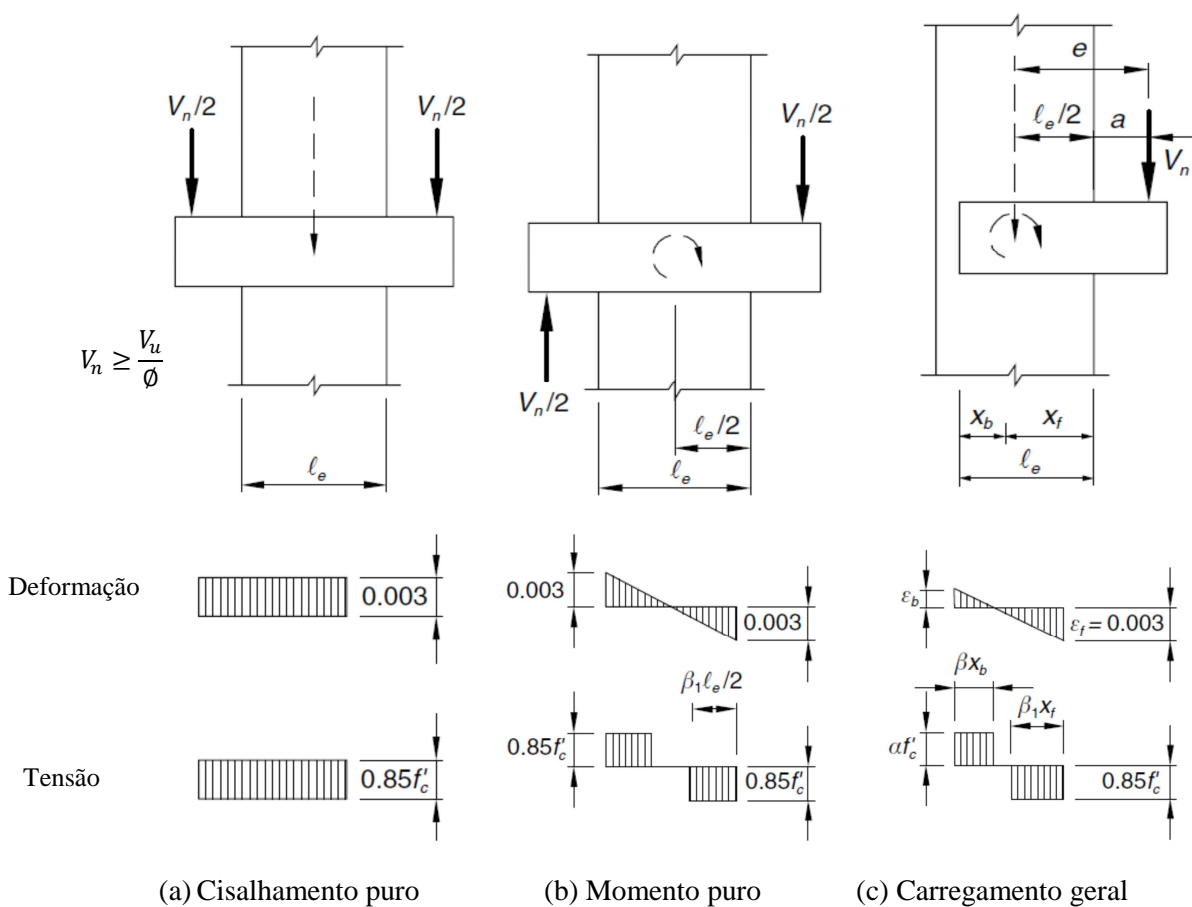 e
V_n/2
V_n/2
V_n/2
ℓ_e/2
a
V_n
V_n ≥ V_u/∅
V_n/2
ℓ_e/2
ℓ_e
ℓ_e
x_b
x_f
ℓ_e
Deformação
0.003
0.003
0.003
ε_b
ε_f = 0.003
β_1ℓ_e/2
βx_b
β_1x_f
Tensão
0.85f'_c
0.85f'_c
0.85f'_c
αf'_c
0.85f'_c
(a) Cisalhamento puro
(b) Momento puro
(c) Carregamento geral